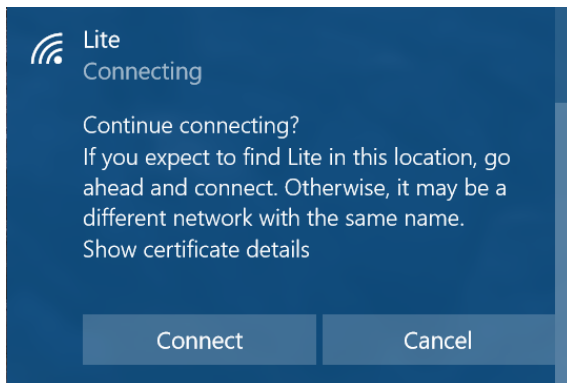 Lite
Connecting
Continue connecting?
If you expect to find Lite in this location, go
ahead and connect. Otherwise, it may be a
different network with the same name.
Show certificate details
Connect Cancel